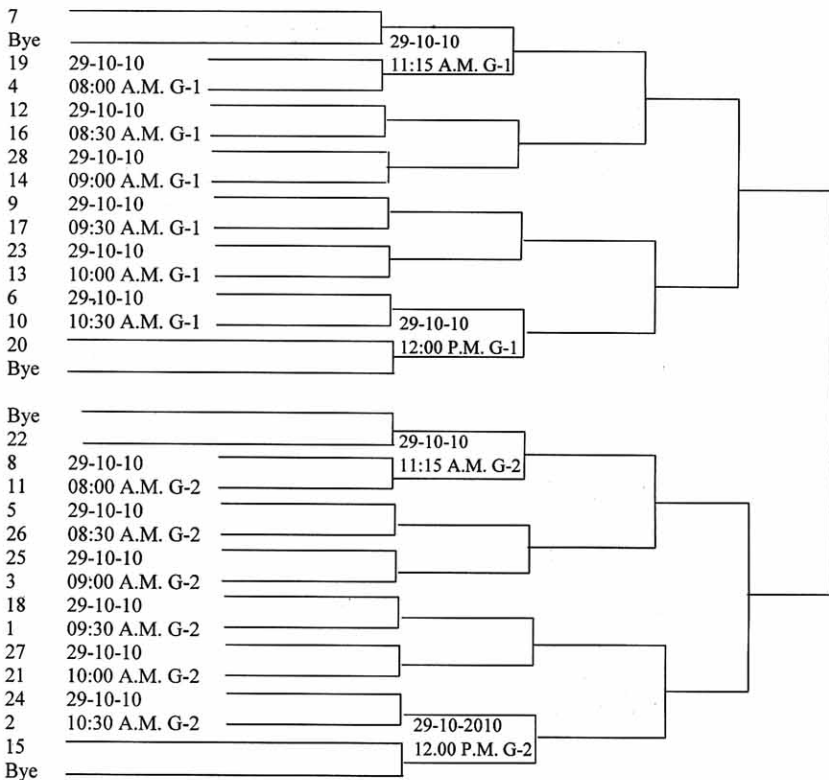 7
Bye
29-10-10
19 29-10-10 11:15 A.M. G-1
4 08:00 A.M. G-1
12 29-10-10
16 08:30 A.M. G-1
28 29-10-10
14 09:00 A.M. G-1
9 29-10-10
17 09:30 A.M. G-1
23 29-10-10
13 10:00 A.M. G-1
6 29-10-10
10 10:30 A.M. G-1
29-10-10
20
12:00 P.M. G-1
Bye
Bye
22
29-10-10
8 29-10-10 11:15 A.M. G-2
11 08:00 A.M. G-2
5 29-10-10
26 08:30 A.M. G-2
25 29-10-10
3 09:00 A.M. G-2
18 29-10-10
1 09:30 A.M. G-2
27 29-10-10
21 10:00 A.M. G-2
24 29-10-10
2 10:30 A.M. G-2
29-10-2010
15
12.00 P.M. G-2
Bye